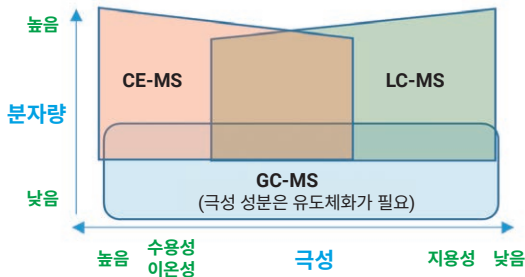 높음
CE-MS
LC-MS
분자량
GC-MS
(극성 성분은 유도체화가 필요)
낮음
높음
수용성
이온성
극성
지용성
낮음